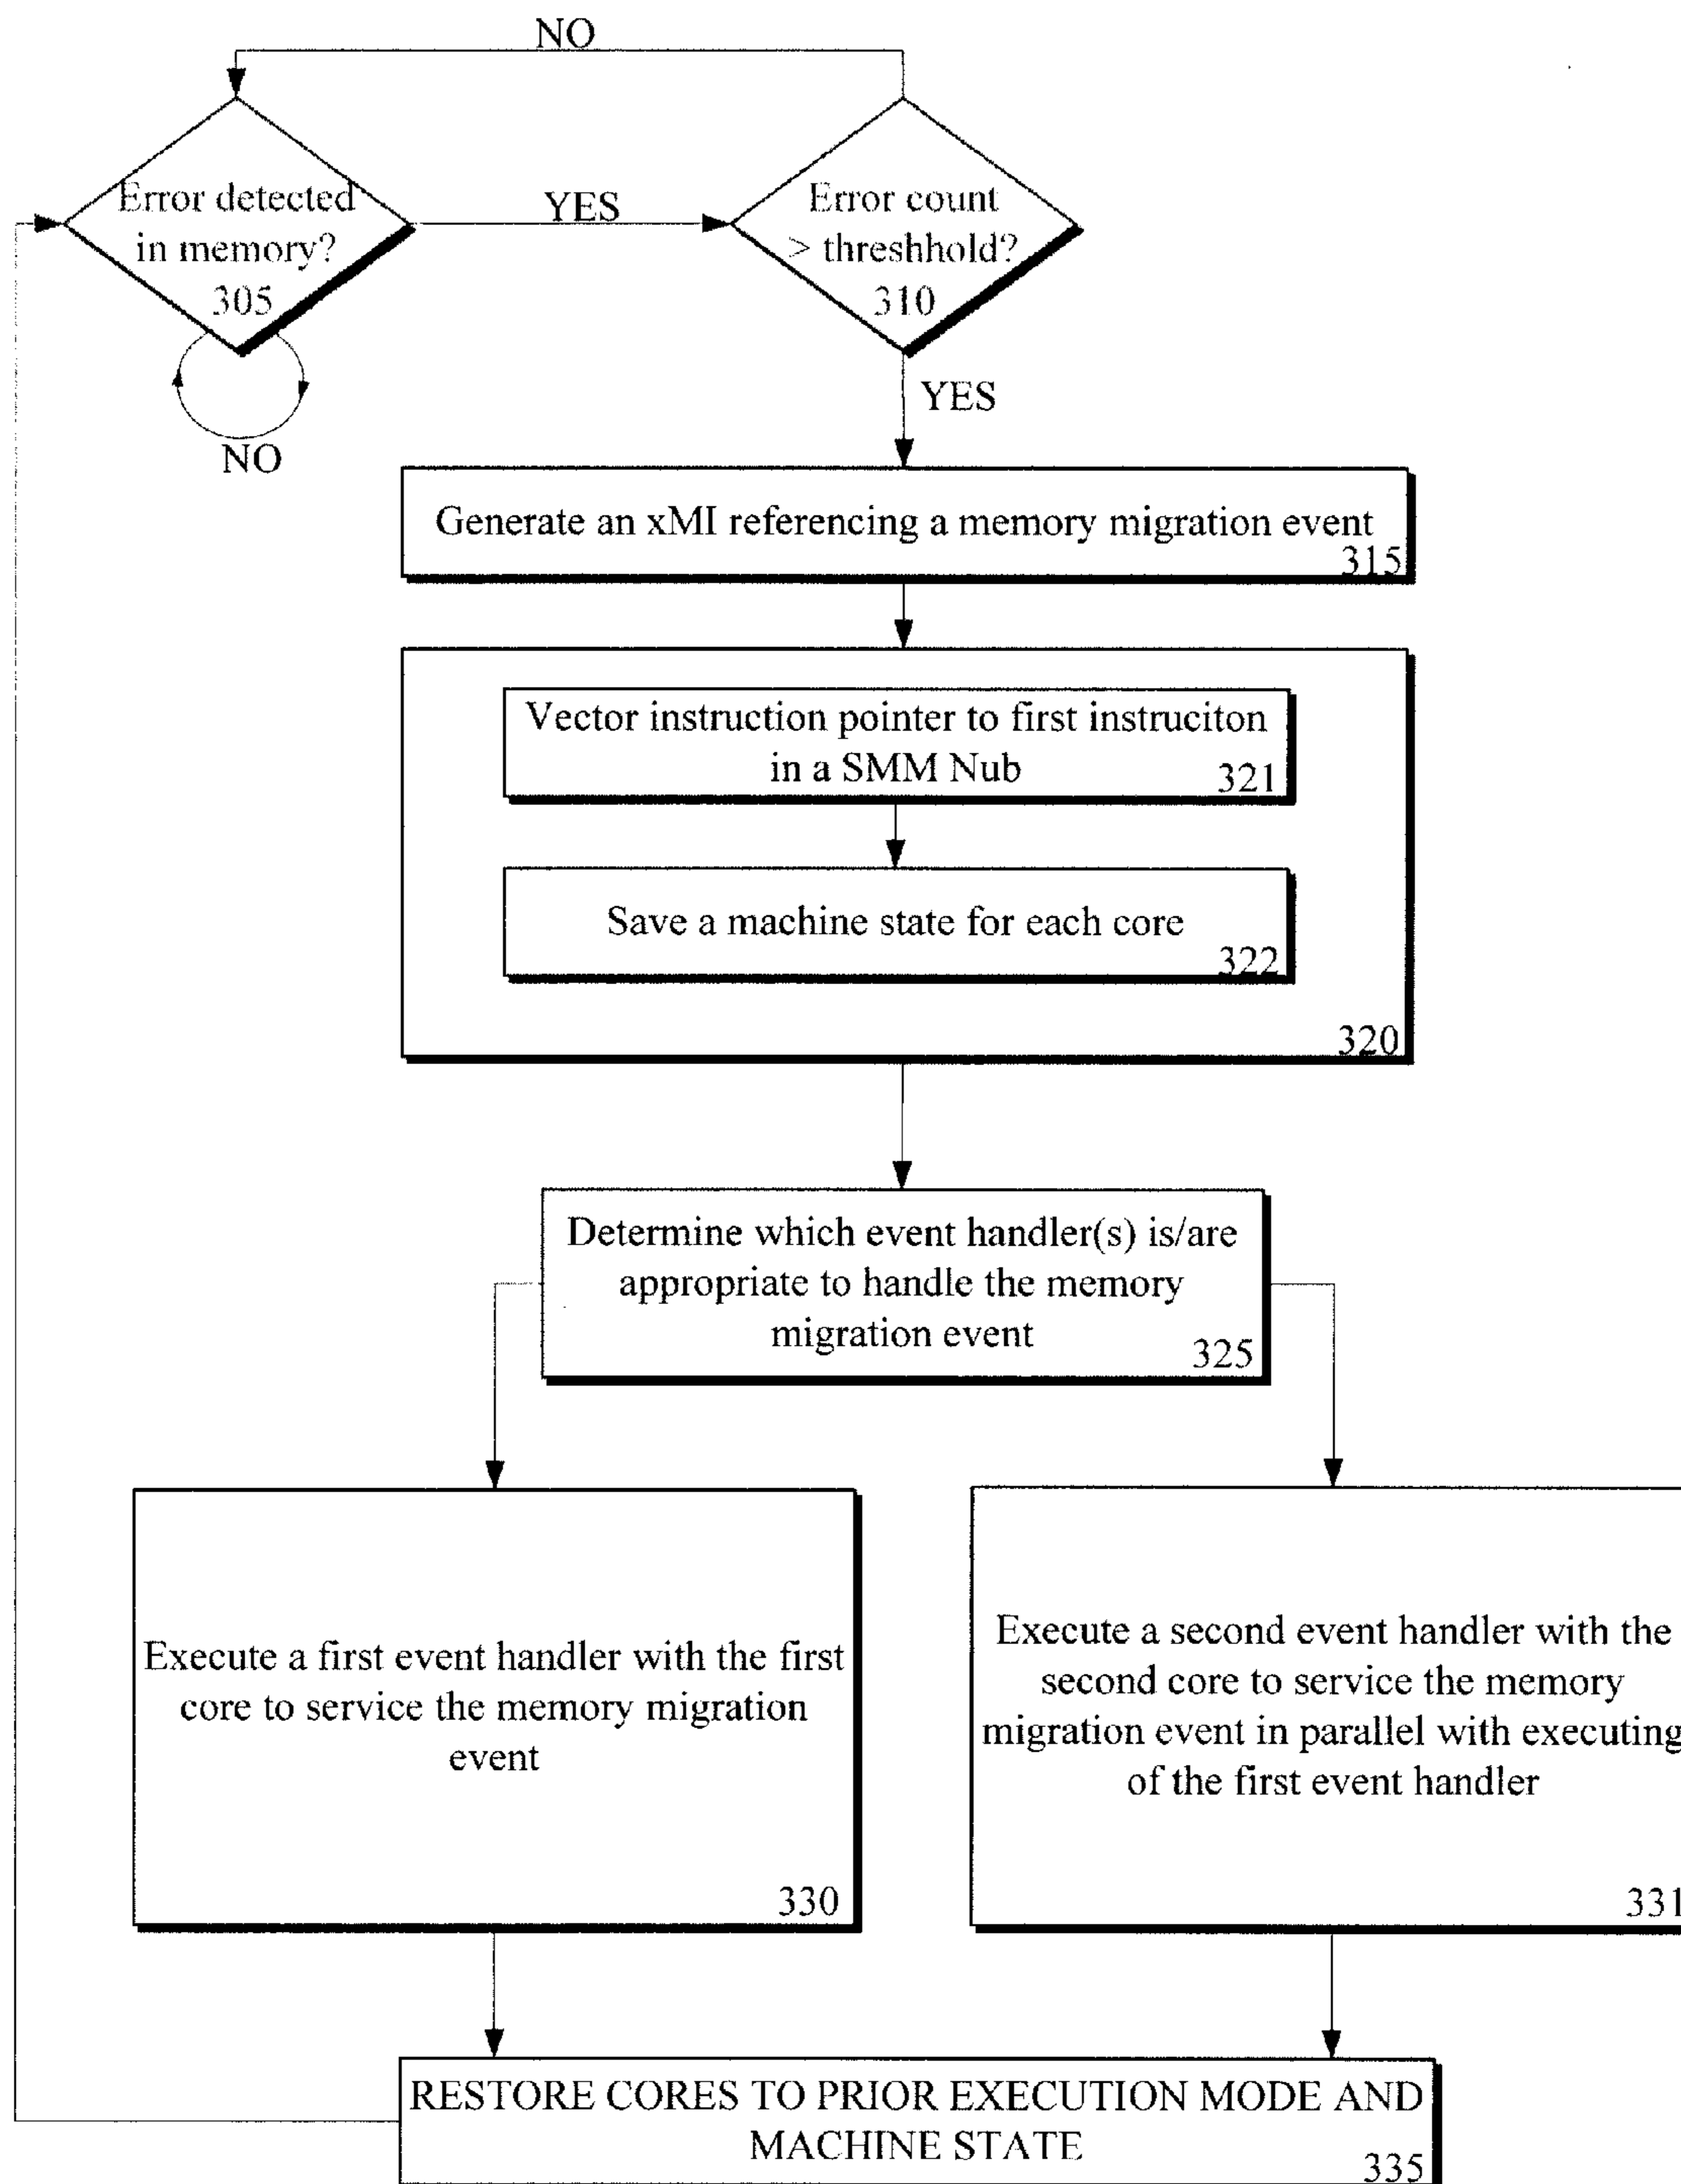 NO
Error detected
in memory?
305
YES
Error count
> threshhold?
310
NO
YES
Generate an xMI referencing a memory migration event
315
Vector instruction pointer to first instruciton
in a SMM Nub
321
Save a machine state for each core
322
320
Determine which event handler(s) is/are
appropriate to handle the memory
migration event
325
Execute a first event handler with the first
core to service the memory migration
event
330
Execute a second event handler with the
second core to service the memory
migration event in parallel with executing
of the first event handler
331
RESTORE CORES TO PRIOR EXECUTION MODE AND
MACHINE STATE
335